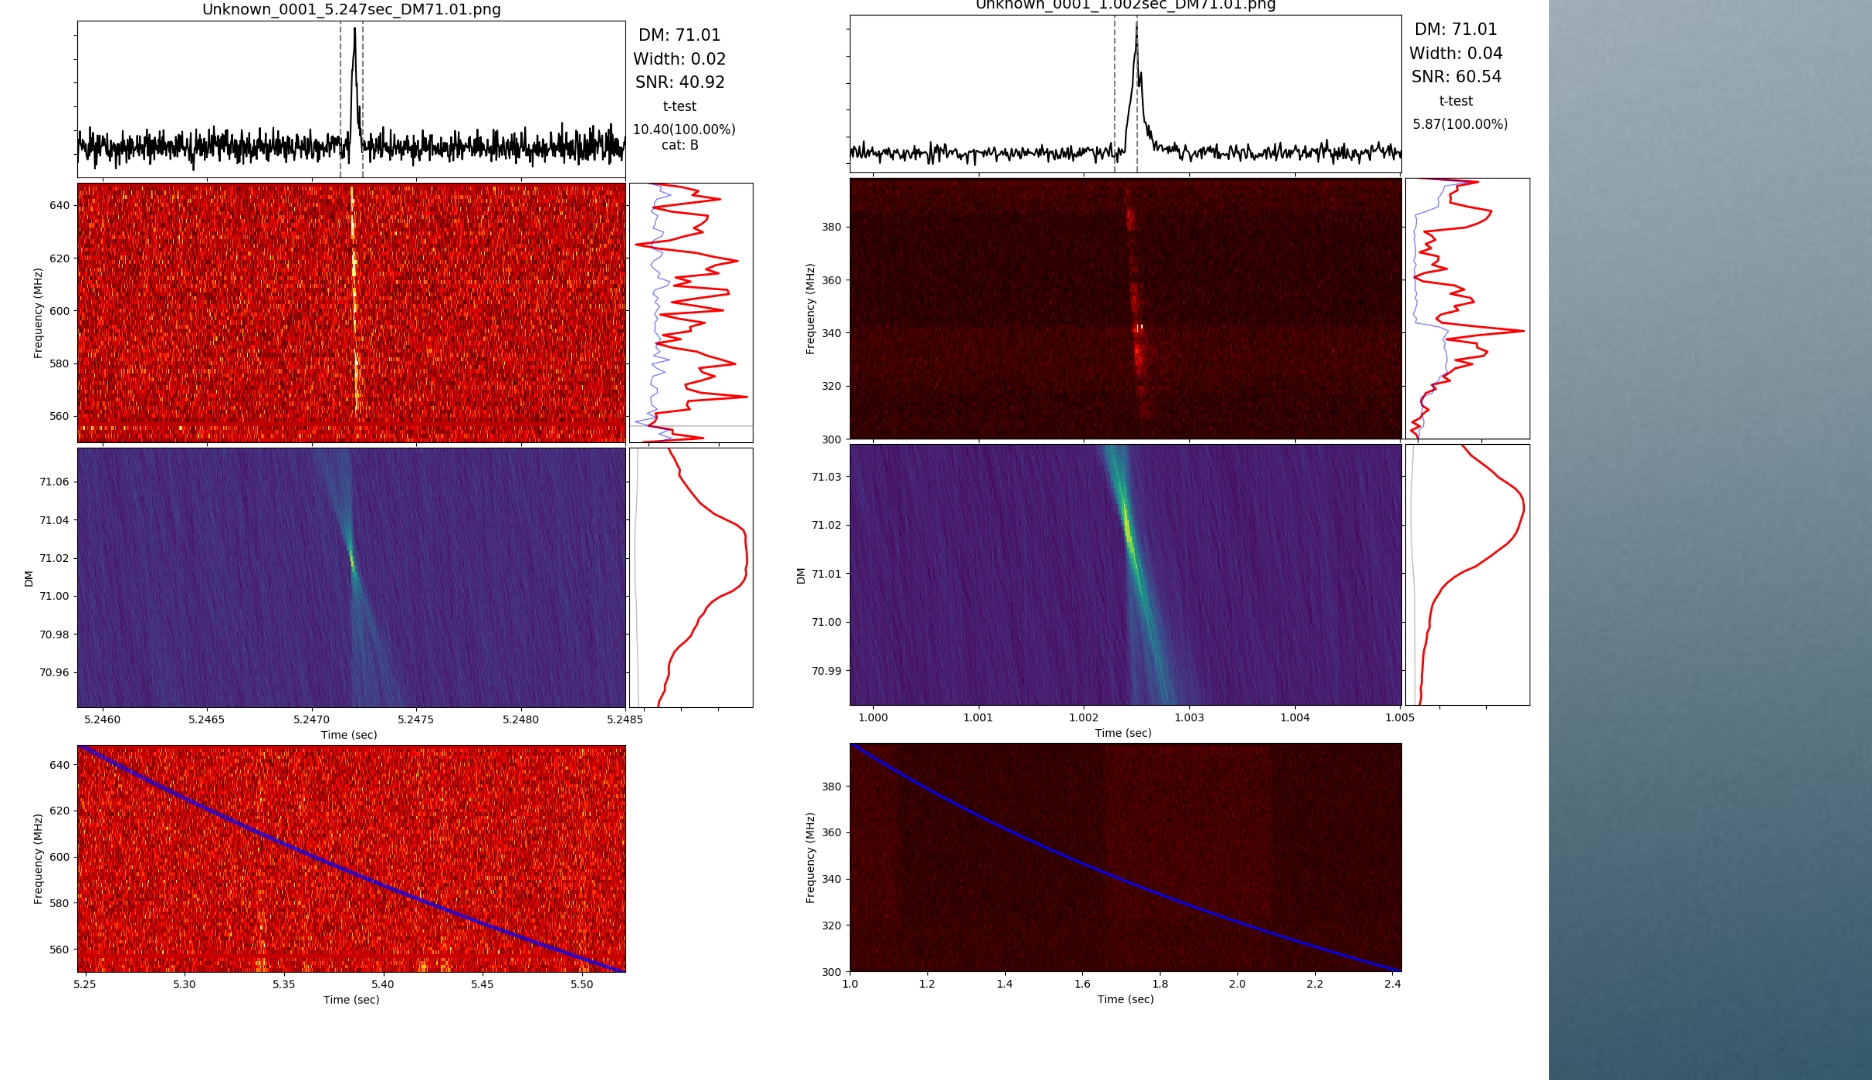 Unknown_0001_5.247sec_DM71.01.png
DM: 71.01
Width: 0.02
SNR: 40.92
t-test
10.40(100.00%)
cat: B
640
620
600
580
560
Frequency (MHz)
71.06
71.04
71.02
71.00
70.98
70.96
DM
5.2460 5.2465 5.2470 5.2475 5.2480 5.2485
Time (sec)
640
620
600
580
560
Frequency (MHz)
5.25 5.30 5.35 5.40 5.45 5.50
Time (sec)
Unknown_0001_1.002sec_DM71.01.png
DM: 71.01
Width: 0.04
SNR: 60.54
t-test
5.87(100.00%)
380
360
340
320
300
Frequency (MHz)
71.03
71.02
71.01
71.00
70.99
DM
1.000 1.001 1.002 1.003 1.004 1.005
Time (sec)
380
360
340
320
300
Frequency (MHz)
1.0 1.2 1.4 1.6 1.8 2.0 2.2 2.4
Time (sec)